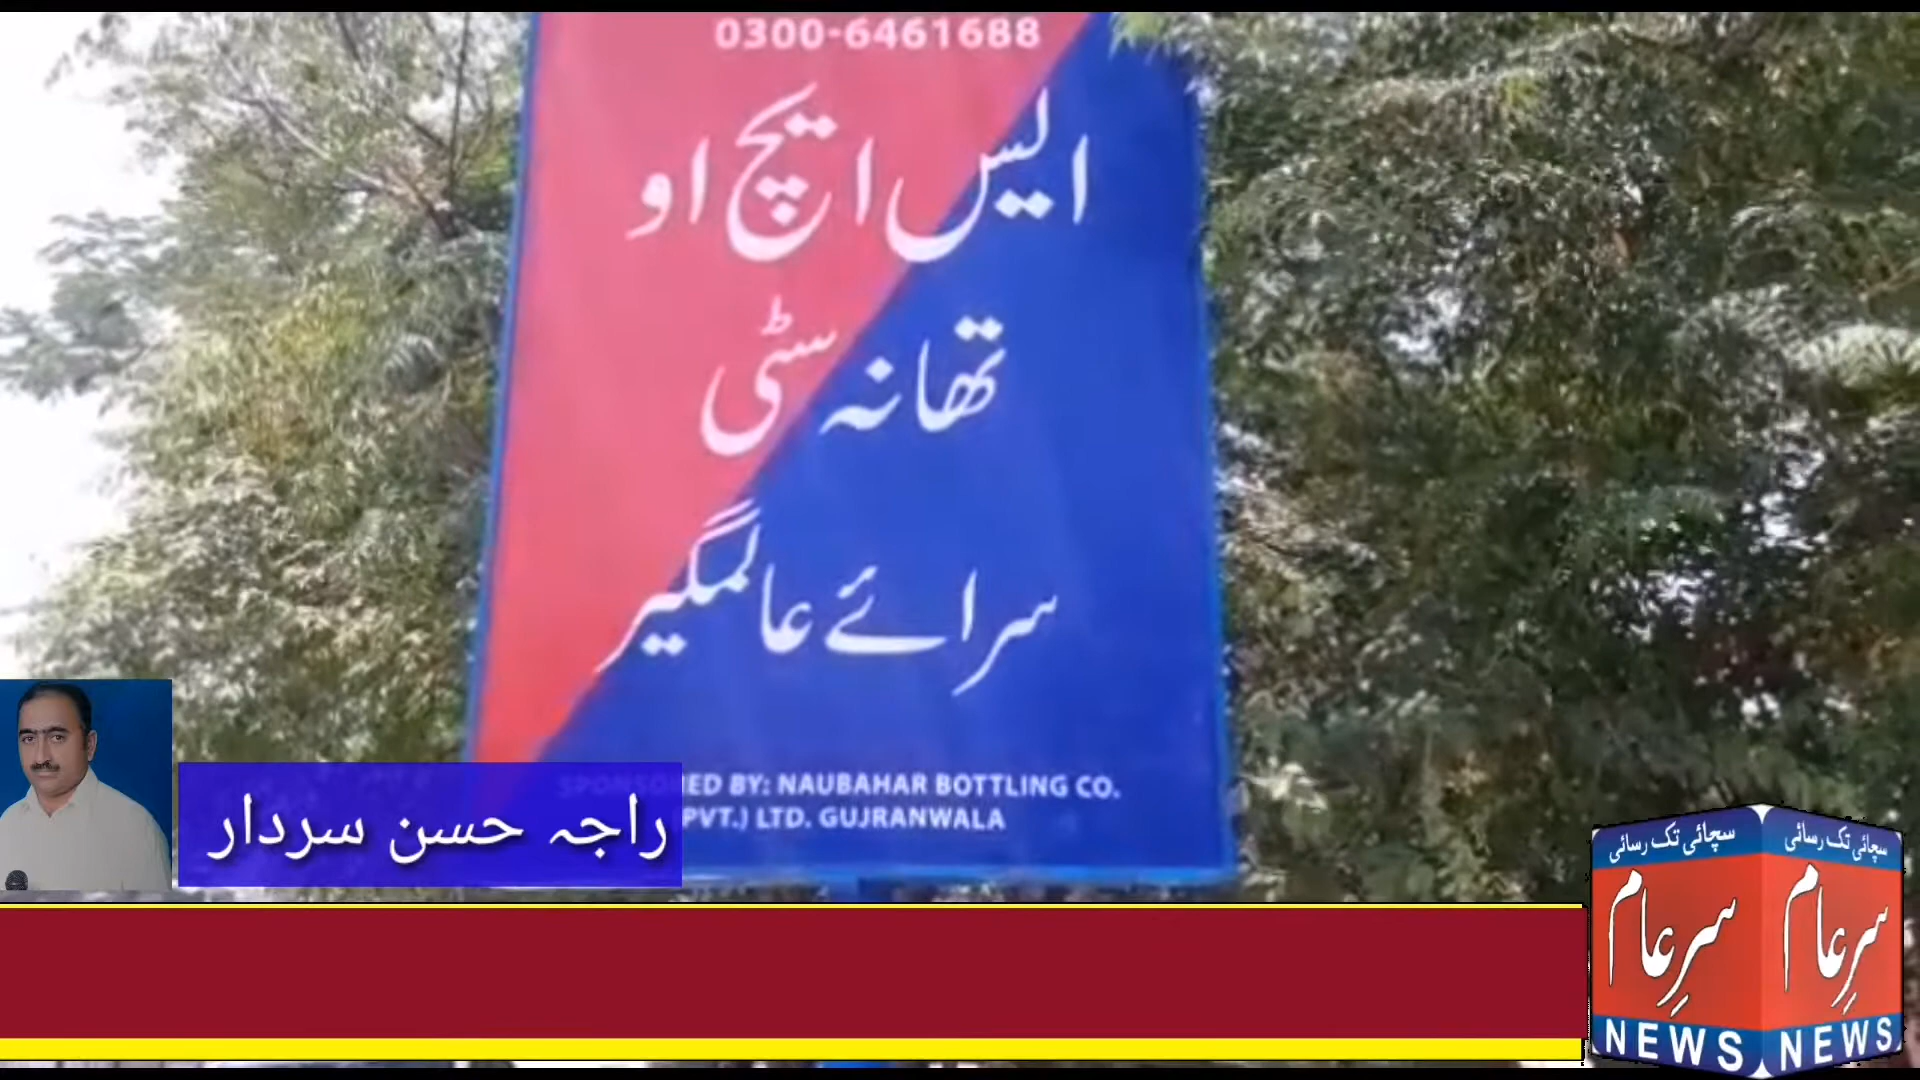 0300-6461688
ایس ایچ او
تھانہ سٹی
سرائے عالمگیر
SPONSORED BY: NAUBAHAR BOTTLING CO.
PVT.) LTD. GUJRANWALA
راجہ حسن سردار
سچائی تک رسائی
سرِعام
NEWS
سچائی تک رسائی
سرِعام
NEWS